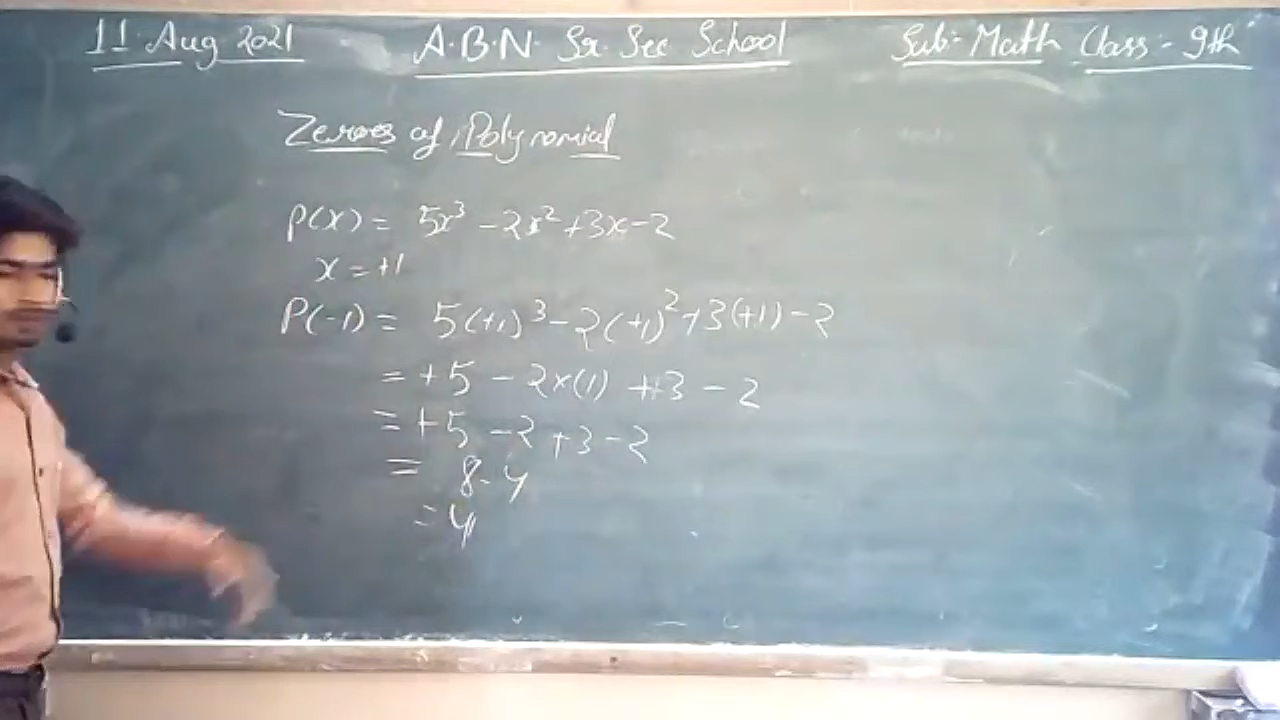 11 Aug 2021 A.B.N. Sr. Sec School Sub:- Math Class:- 9th
Zeroes of Polynomial
P(x) = 5x³ - 2x² + 3x - 2
x = +1
P(-1) = 5(+1)³ - 2(+1)² + 3(+1) - 2
= +5 - 2x(1) + +3 - 2
= +5 - 2 + 3 - 2
= 8 - 4
= 4